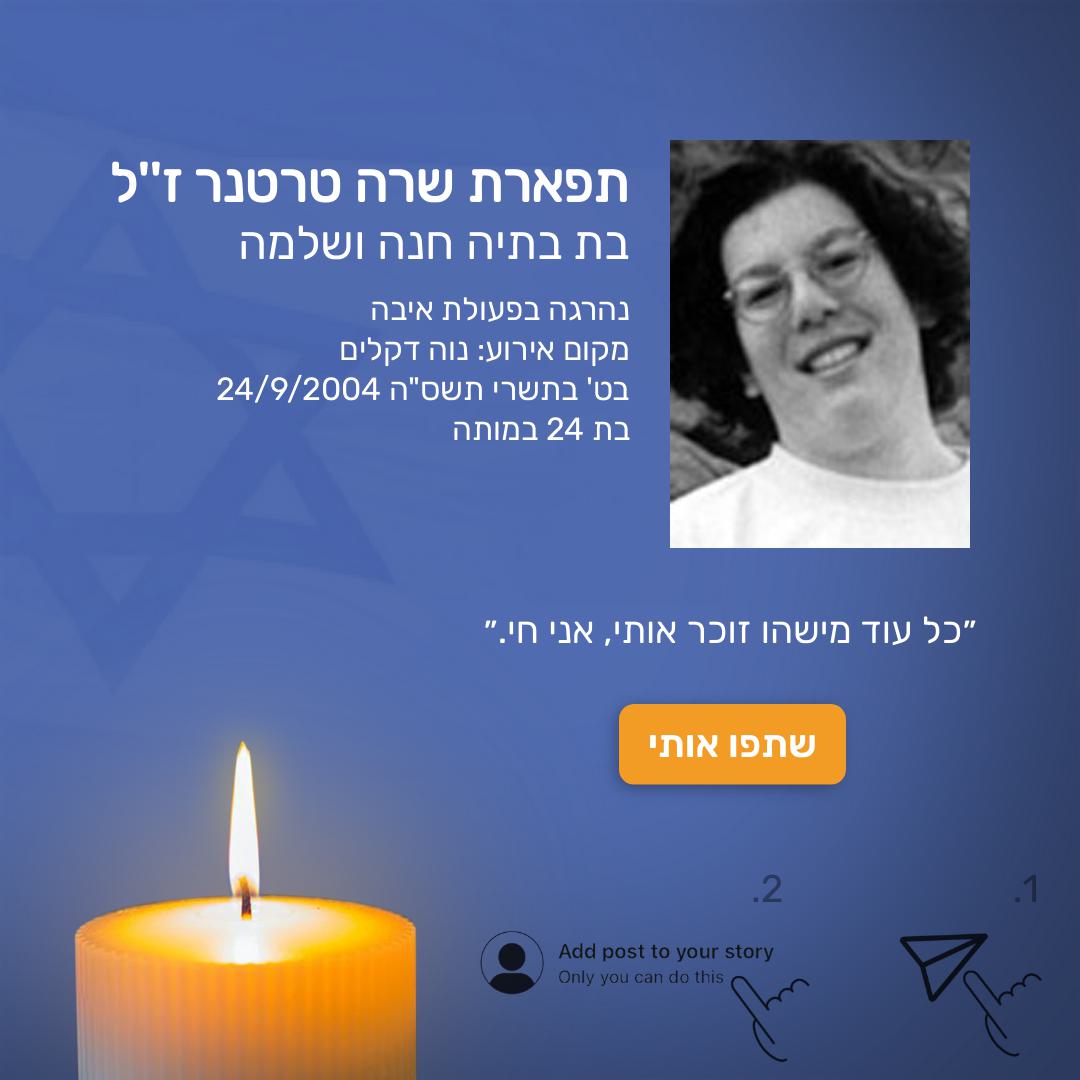 תפארת שרה טרטנר ז"ל
בת בתיה חנה ושלמה
נהרגה בפעולת איבה
מקום אירוע: נוה דקלים
בט' בתשרי תשס"ה 24/9/2004
בת 24 במותה
״כל עוד מישהו זוכר אותי, אני חי.״
שתפו אותי
1.
2.
Add post to your story
Only you can do this